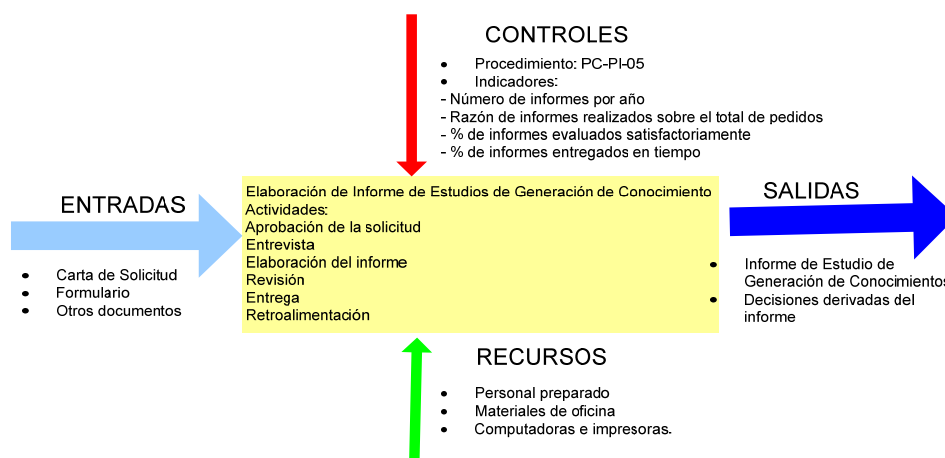 CONTROLES
• Procedimiento: PC-PI-05
• Indicadores:
- Número de informes por año
- Razón de informes realizados sobre el total de pedidos
- % de informes evaluados satisfactoriamente
- % de informes entregados en tiempo
ENTRADAS
• Carta de Solicitud
• Formulario
• Otros documentos
Elaboración de Informe de Estudios de Generación de Conocimiento
Actividades:
Aprobación de la solicitud
Entrevista
Elaboración del informe
Revisión
Entrega
Retroalimentación
SALIDAS
• Informe de Estudio de
Generación de Conocimientos
• Decisiones derivadas del
informe
RECURSOS
• Personal preparado
• Materiales de oficina
• Computadoras e impresoras.